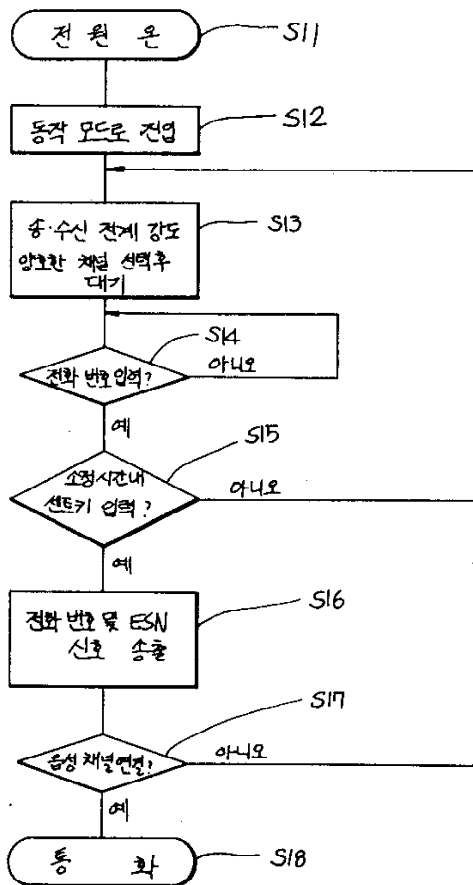 전 원 온
S11
동작 모드로 진입
S12
송·수신 전계 강도
양호한 채널 선택후
대기
S13
전화 번호입력?
S14
아니오
예
소정시간내
센드키 입력?
S15
아니오
예
전화 번호 및 ESN
신호 송출
S16
음성 채널연결?
S17
아니오
예
통 화
S18